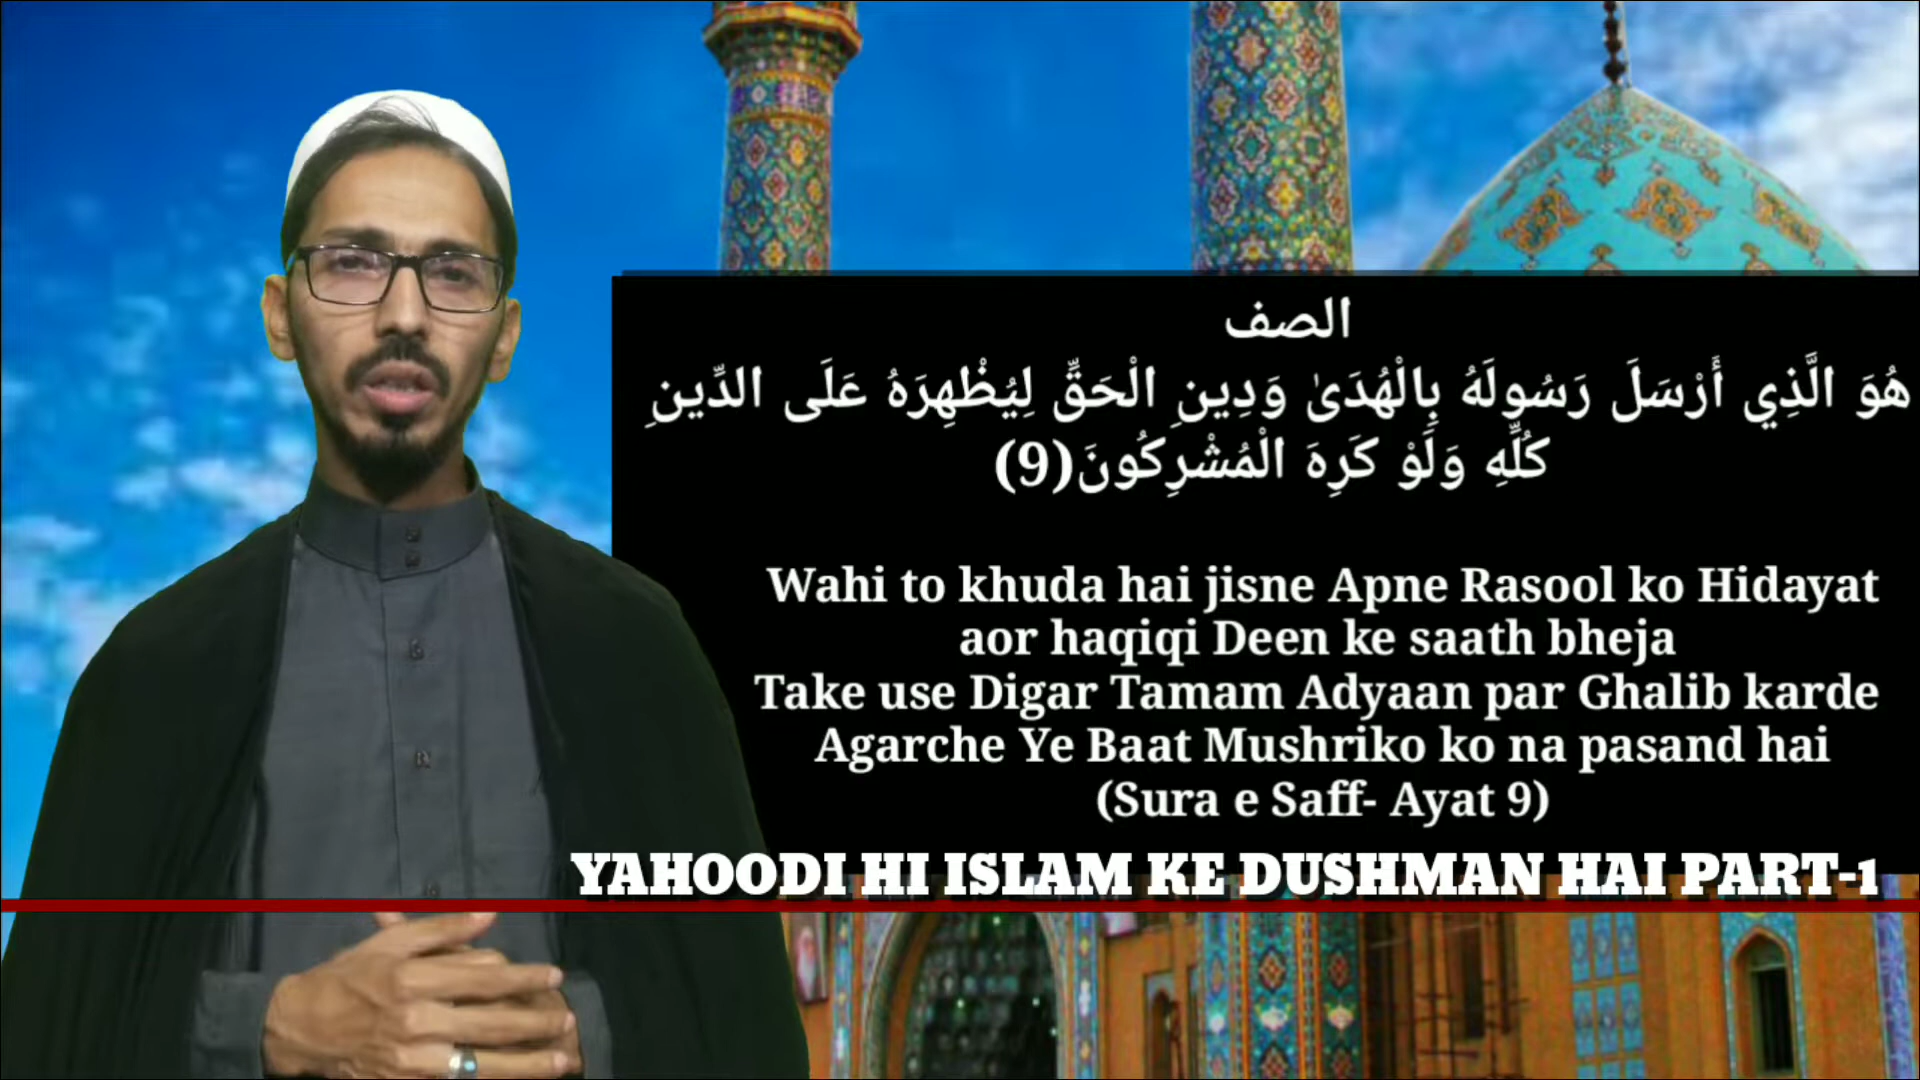 الصف
هُوَ الَّذِي أَرْسَلَ رَسُولَهُ بِالْهُدَىٰ وَدِينِ الْحَقِّ لِيُظْهِرَهُ عَلَى الدِّينِ
كُلِّهِ وَلَوْ كَرِهَ الْمُشْرِكُونَ(9)
Wahi to khuda hai jisne Apne Rasool ko Hidayat
aor haqiqi Deen ke saath bheja
Take use Digar Tamam Adyaan par Ghalib karde
Agarche Ye Baat Mushriko ko na pasand hai
(Sura e Saff- Ayat 9)
YAHOODI HI ISLAM KE DUSHMAN HAI PART-1